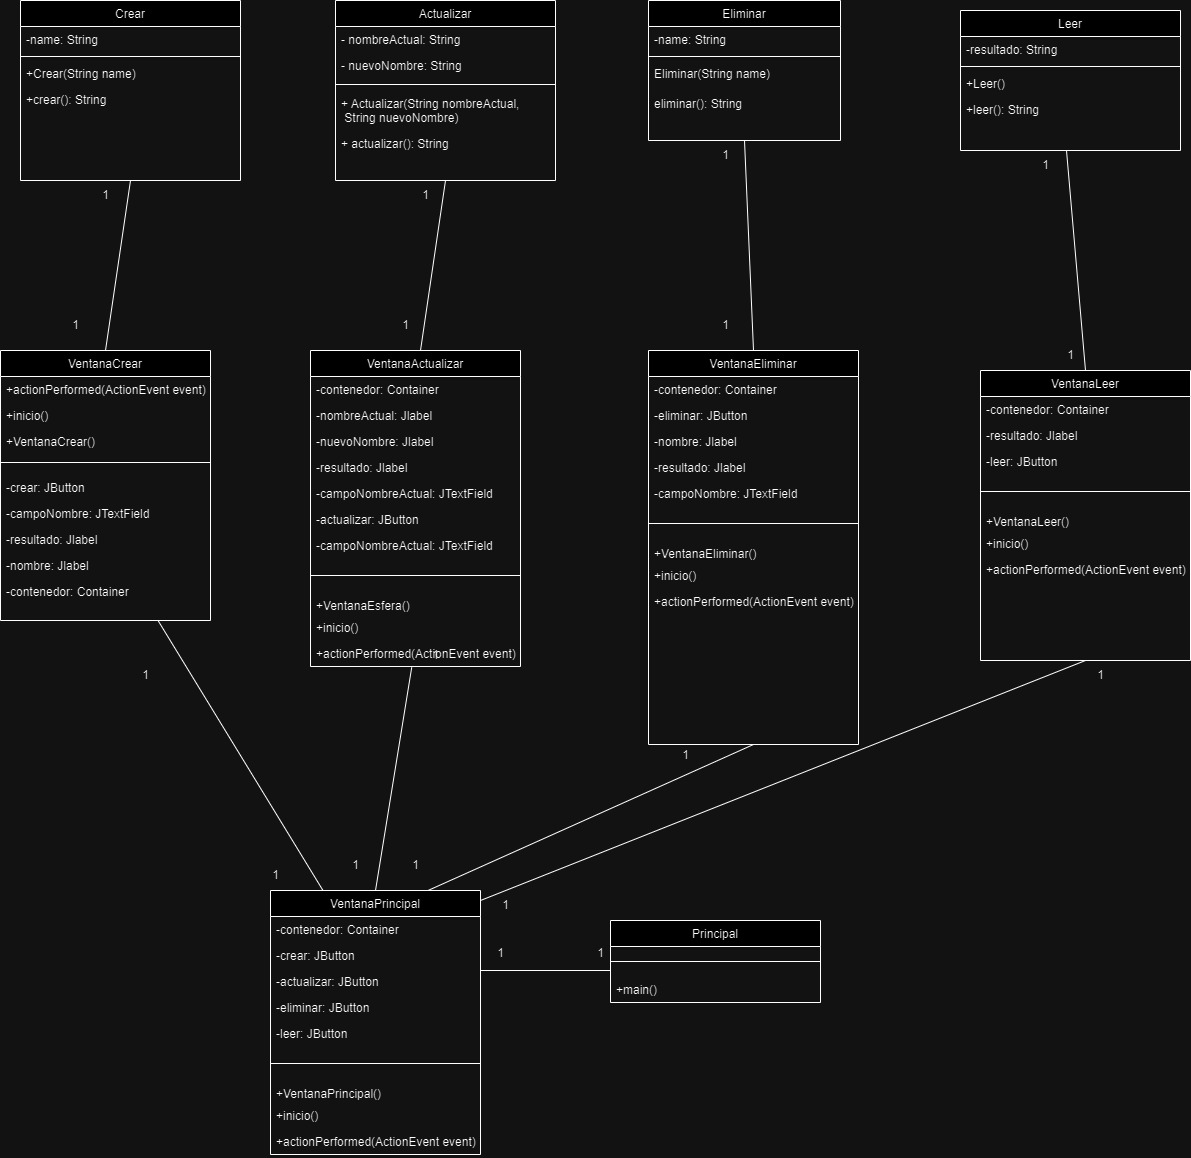 Crear
-name: String
+Crear(String name)
+crear(): String
Actualizar
- nombreActual: String
- nuevoNombre: String
+ Actualizar(String nombreActual,
String nuevoNombre)
+ actualizar(): String
Eliminar
-name: String
Eliminar(String name)
eliminar(): String
Leer
-resultado: String
+Leer()
+leer(): String
1
1
1
1
1
1
1
1
VentanaCrear
+actionPerformed(ActionEvent event)
+inicio()
+VentanaCrear()
-crear: JButton
-campoNombre: JTextField
-resultado: Jlabel
-nombre: Jlabel
-contenedor: Container
VentanaActualizar
-contenedor: Container
-nombreActual: Jlabel
-nuevoNombre: Jlabel
-resultado: Jlabel
-campoNombreActual: JTextField
-actualizar: JButton
-campoNombreActual: JTextField
+VentanaEsfera()
+inicio()
+actionPerformed(ActionEvent event)
1
VentanaEliminar
-contenedor: Container
-eliminar: JButton
-nombre: Jlabel
-resultado: Jlabel
-campoNombre: JTextField
+VentanaEliminar()
+inicio()
+actionPerformed(ActionEvent event)
VentanaLeer
-contenedor: Container
-resultado: Jlabel
-leer: JButton
+VentanaLeer()
+inicio()
+actionPerformed(ActionEvent event)
1
1
1
1
1
1
1
VentanaPrincipal
-contenedor: Container
-crear: JButton
-actualizar: JButton
-eliminar: JButton
-leer: JButton
+VentanaPrincipal()
+inicio()
+actionPerformed(ActionEvent event)
1
1
Principal
+main()